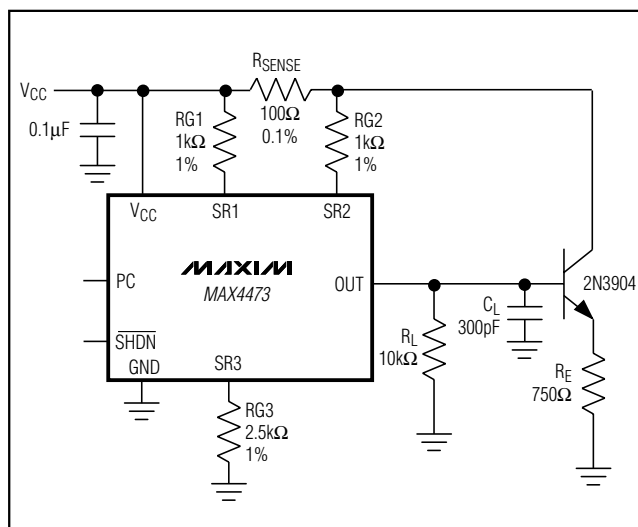 VCC
0.1µF
RSENSE
100Ω
0.1%
RG1
1kΩ
1%
RG2
1kΩ
1%
VCC
SR1
SR2
MAXIM
MAX4473
PC
OUT
SHDN
GND
SR3
RG3
2.5kΩ
1%
RL
10kΩ
CL
300pF
2N3904
RE
750Ω